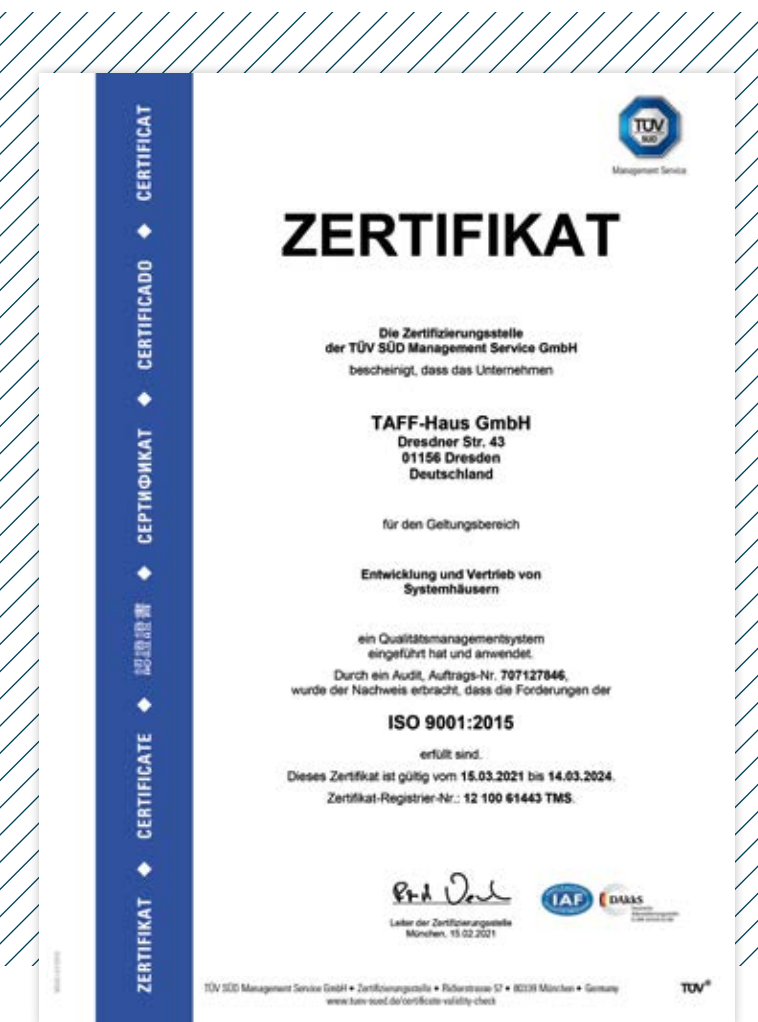 TÜV
SÜD
Management Service
ZERTIFIKAT
Die Zertifizierungsstelle
der TÜV SÜD Management Service GmbH
bescheinigt, dass das Unternehmen
TAFF-Haus GmbH
Dresdner Str. 43
01156 Dresden
Deutschland
für den Geltungsbereich
Entwicklung und Vertrieb von
Systemhäusern
ein Qualitätsmanagementsystem
eingeführt hat und anwendet.
Durch ein Audit, Auftrags-Nr. 707127846,
wurde der Nachweis erbracht, dass die Forderungen der
ISO 9001:2015
erfüllt sind.
Dieses Zertifikat ist gültig vom 15.03.2021 bis 14.03.2024.
Zertifikat-Registrier-Nr.: 12 100 61443 TMS.
Leiter der Zertifizierungsstelle
München, 15.02.2021
IAF
DAkkS
TÜV SÜD Management Service GmbH • Zertifizierungsstelle • Ridlerstrasse 57 • 80339 München • Germany
www.tuev-sued.de/certificate-validity-check
TÜV®
ZERTIFIKAT ◆ CERTIFICATE ◆ 認證證書 ◆ СЕРТИФИКАТ ◆ CERTIFICADO ◆ CERTIFICAT